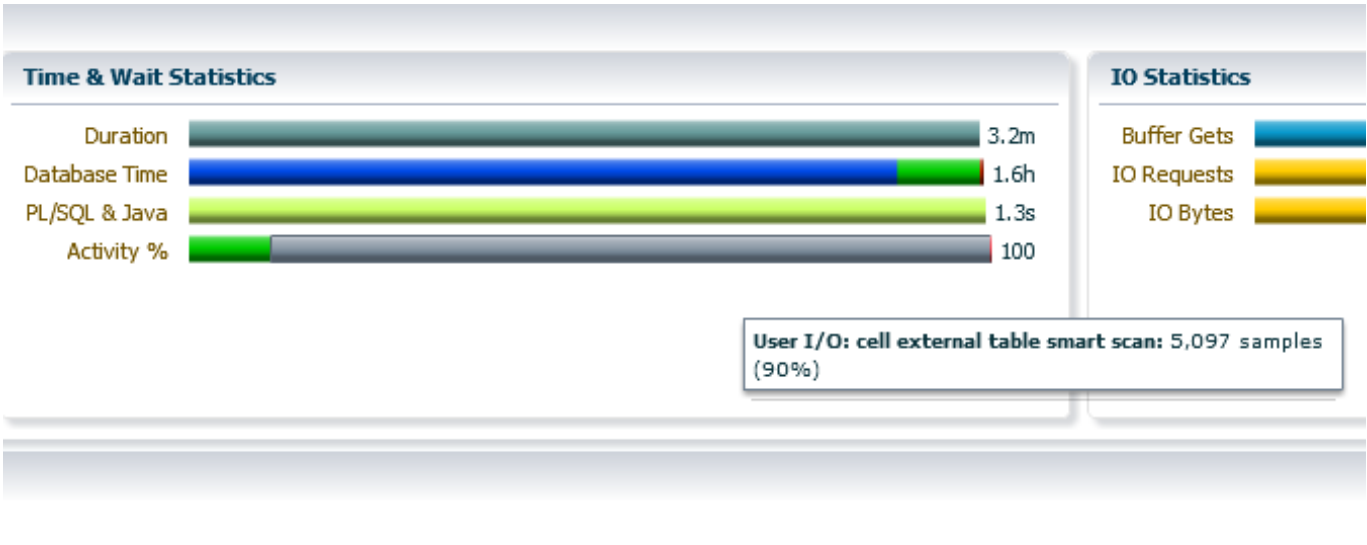 Time & Wait Statistics
Duration 3.2m
Database Time 1.6h
PL/SQL & Java 1.3s
Activity % 100
IO Statistics
Buffer Gets
IO Requests
IO Bytes
User I/O: cell external table smart scan: 5,097 samples
(90%)